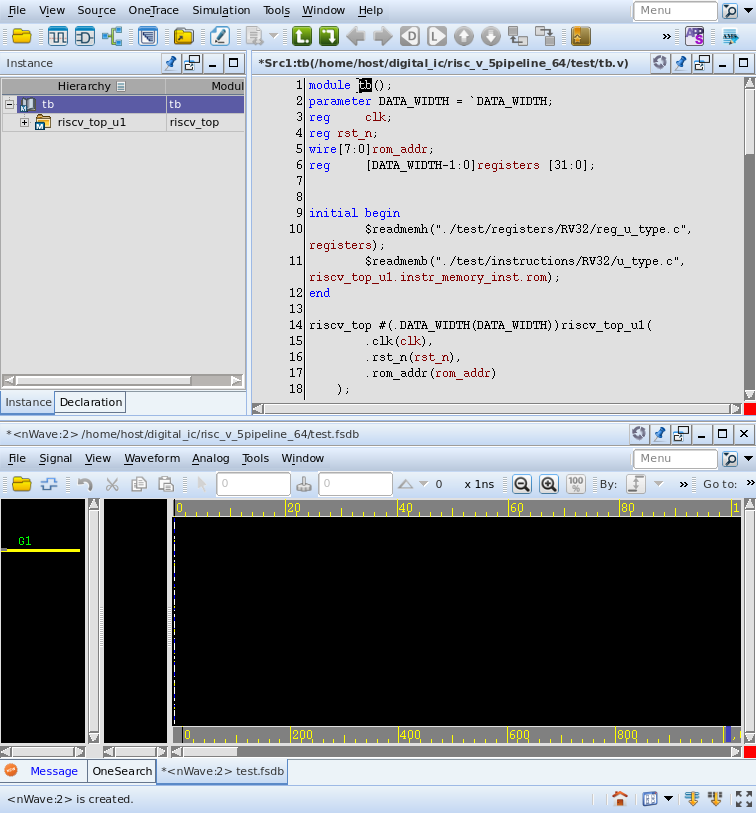 File View Source OneTrace Simulation Tools Window Help Menu
D L »
Instance
*Src1:tb(/home/host/digital_ic/risc_v_5pipeline_64/test/tb.v)
Hierarchy Modul
tb tb
riscv_top_u1 riscv_top
1 module tb();
2 parameter DATA_WIDTH = `DATA_WIDTH;
3 reg clk;
4 reg rst_n;
5 wire[7:0]rom_addr;
6 reg [DATA_WIDTH-1:0]registers [31:0];
7
8
9 initial begin
10 $readmemh("./test/registers/RV32/reg_u_type.c",
registers);
11 $readmemb("./test/instructions/RV32/u_type.c",
riscv_top_u1.instr_memory_inst.rom);
12 end
13
14 riscv_top #(.DATA_WIDTH(DATA_WIDTH))riscv_top_u1(
15 .clk(clk),
16 .rst_n(rst_n),
17 .rom_addr(rom_addr)
18 );
Instance Declaration
*<nWave:2> /home/host/digital_ic/risc_v_5pipeline_64/test.fsdb
File Signal View Waveform Analog Tools Window Menu
0 0 0 x 1ns 100 % By: » Go to: »
0 20 40 60 80 1
G1
0 200 400 600 800
Message OneSearch *<nWave:2> test.fsdb
<nWave:2> is created.